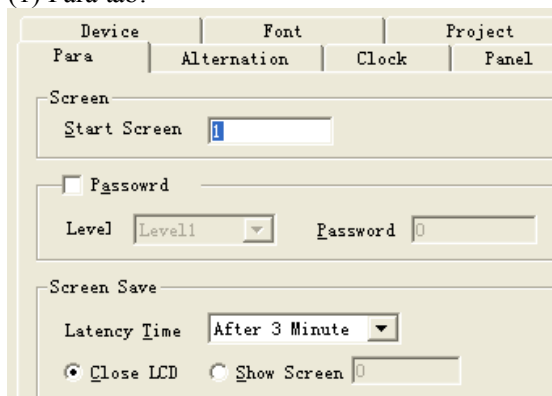 (1) Para tab:
Device Font Project
Para Alternation Clock Panel
Screen
Start Screen 1
Passowrd
Level Level1 Password 0
Screen Save
Latency Time After 3 Minute
Close LCD Show Screen 0